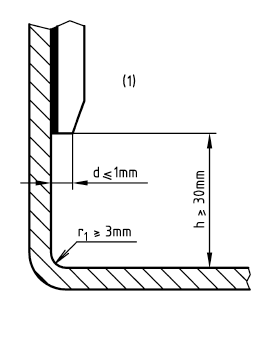 (1)
d ≤ 1mm
h ≥ 30mm
r₁ ≥ 3mm